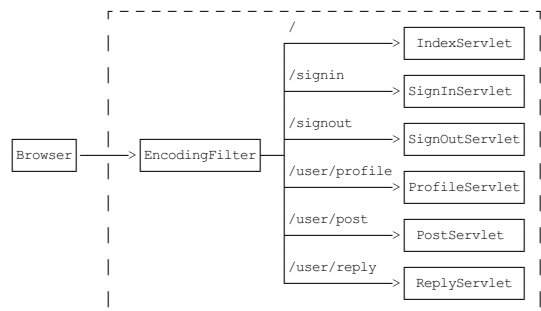 /
IndexServlet
/signin
SignInServlet
/signout
SignOutServlet
Browser
EncodingFilter
/user/profile
ProfileServlet
/user/post
PostServlet
/user/reply
ReplyServlet